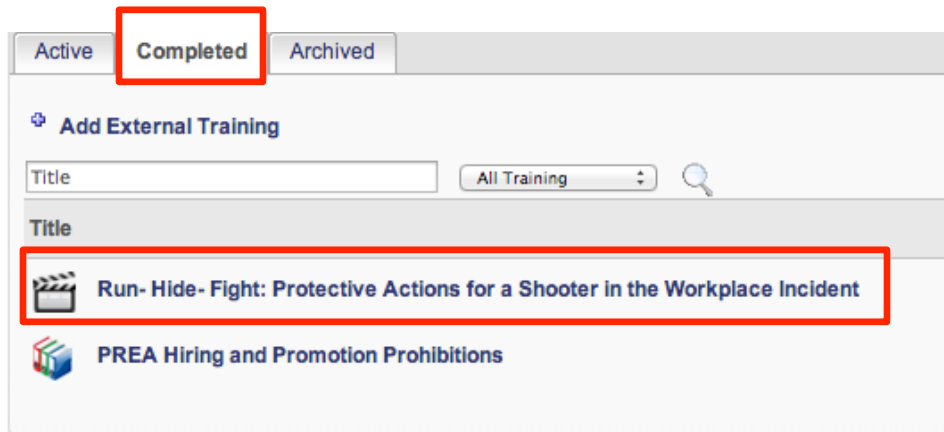 Active Completed Archived
Add External Training
Title All Training
Title
Run- Hide- Fight: Protective Actions for a Shooter in the Workplace Incident
PREA Hiring and Promotion Prohibitions